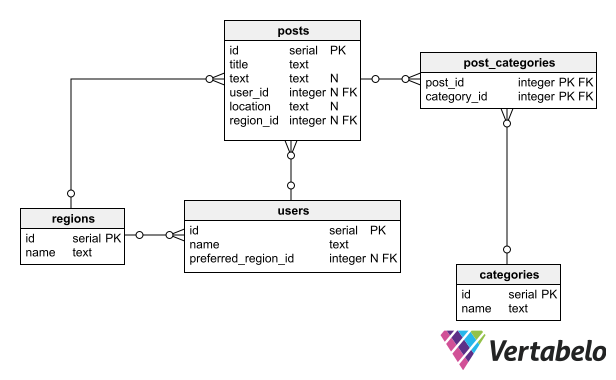 posts
id serial PK
title text
text text N
user_id integer N FK
location text N
region_id integer N FK
post_categories
post_id integer PK FK
category_id integer PK FK
regions
id serial PK
name text
users
id serial PK
name text
preferred_region_id integer N FK
categories
id serial PK
name text
Vertabelo